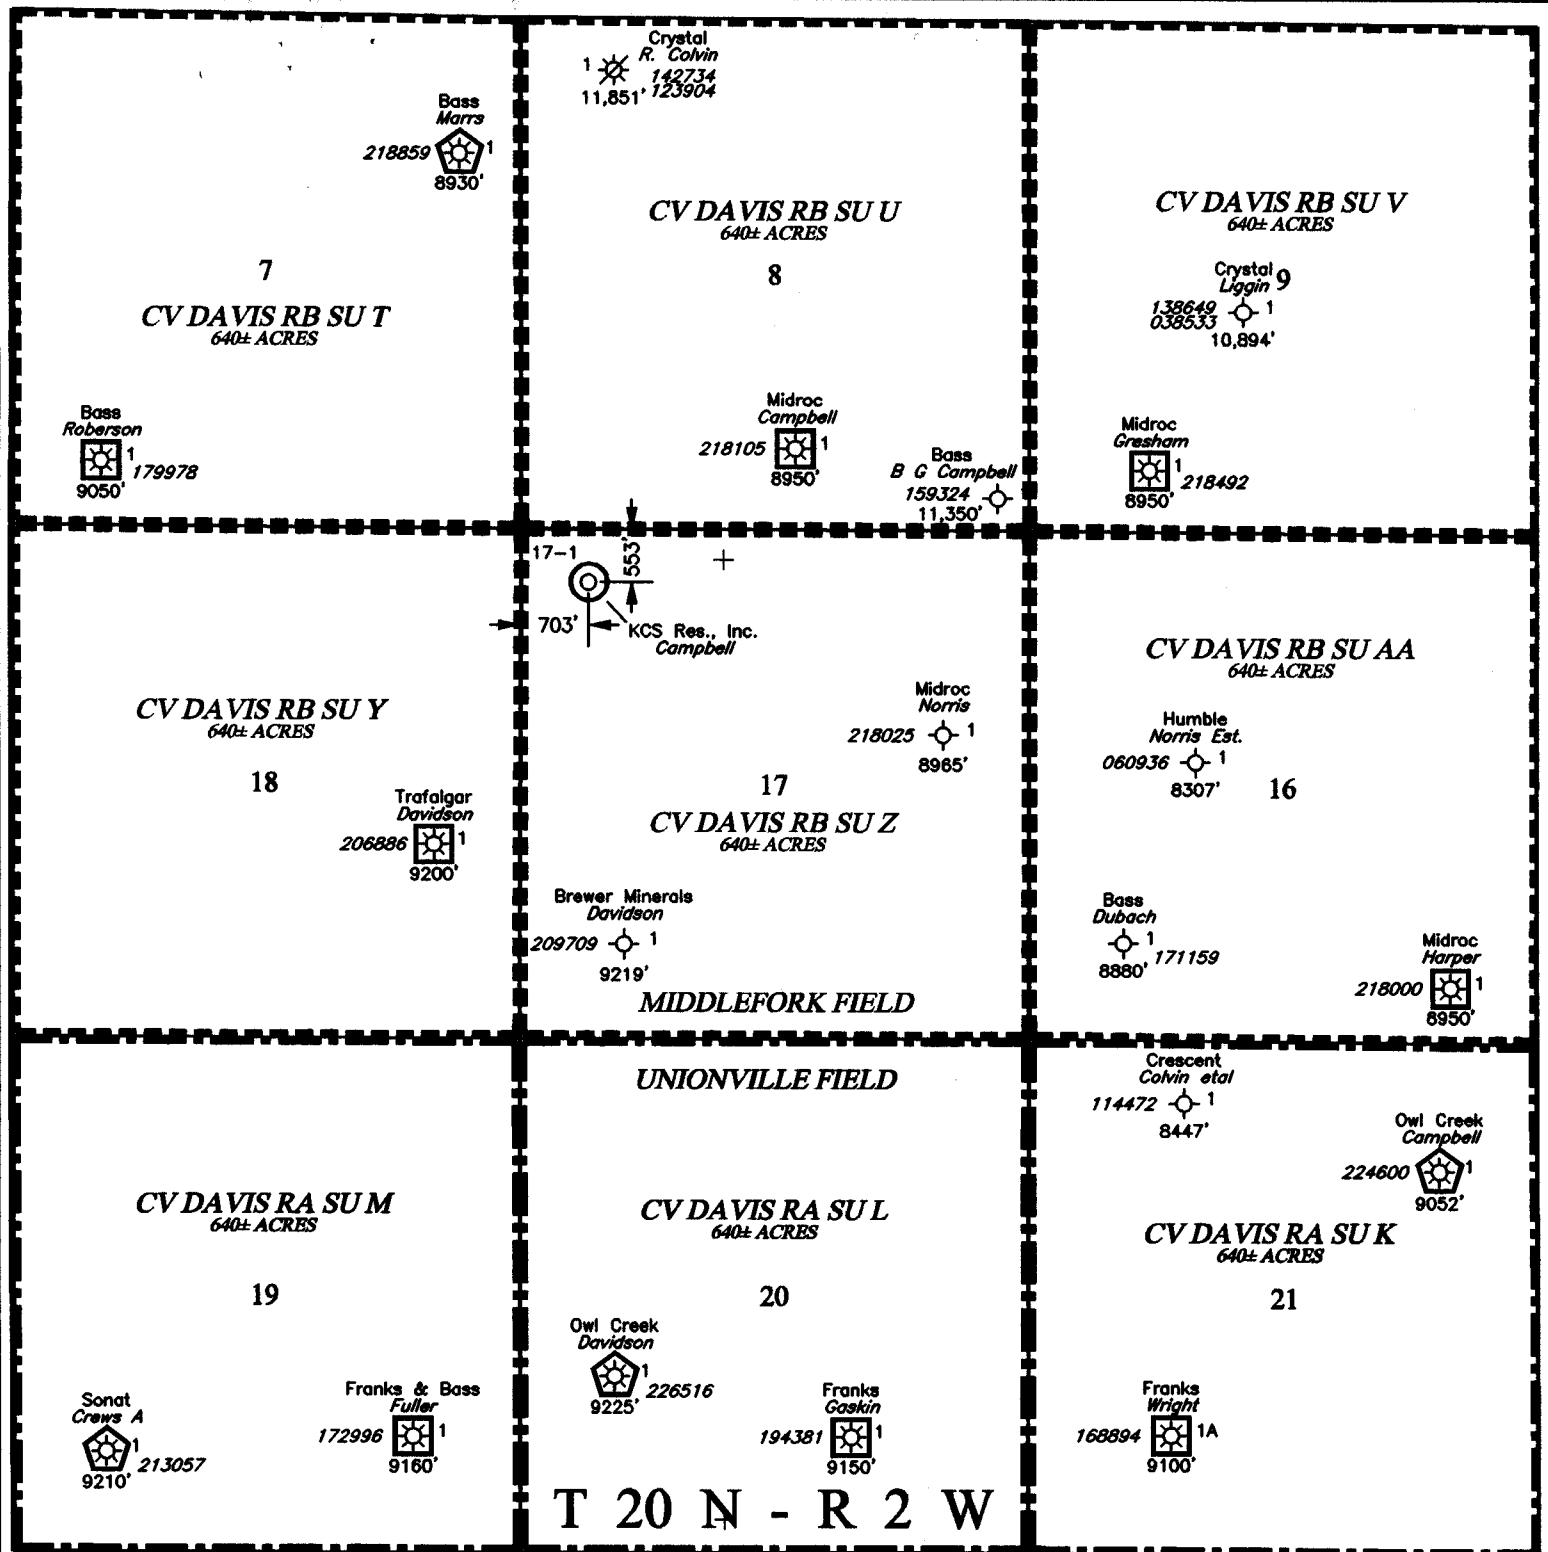 Bass
Marrs
218859 1
8930'
7
CV DAVIS RB SU T
640± ACRES
Bass
Roberson
1
179978
9050'
Crystal
R. Colvin
1
142734
123904
11,851'
CV DAVIS RB SU U
640± ACRES
8
Midroc
Campbell
218105 1
8950'
Bass
B G Campbell
159324
11,350'
CV DAVIS RB SU V
640± ACRES
9
Crystal
Liggin
138649 1
038533
10,894'
Midroc
Gresham
1
218492
8950'
CV DAVIS RB SU Y
640± ACRES
18
Trafalgar
Davidson
206886 1
9200'
17-1
553'
703'
KCS Res., Inc.
Campbell
Midroc
Norris
218025 1
8965'
17
CV DAVIS RB SU Z
640± ACRES
Brewer Minerals
Davidson
209709 1
9219'
MIDDLEFORK FIELD
CV DAVIS RB SU AA
640± ACRES
Humble
Norris Est.
060936 1
8307'
16
Bass
Dubach
1
171159
8880'
Midroc
Harper
218000 1
8950'
CV DAVIS RA SU M
640± ACRES
19
Sonat
Crews A
1
213057
9210'
Franks & Bass
Fuller
172996 1
9160'
UNIONVILLE FIELD
CV DAVIS RA SU L
640± ACRES
20
Owl Creek
Davidson
1
226516
9225'
Franks
Gaskin
194381 1
9150'
T 20 N - R 2 W
Crescent
Colvin etal
114472 1
8447'
Owl Creek
Campbell
224600 1
9052'
CV DAVIS RA SU K
640± ACRES
21
Franks
Wright
168894 1A
9100'